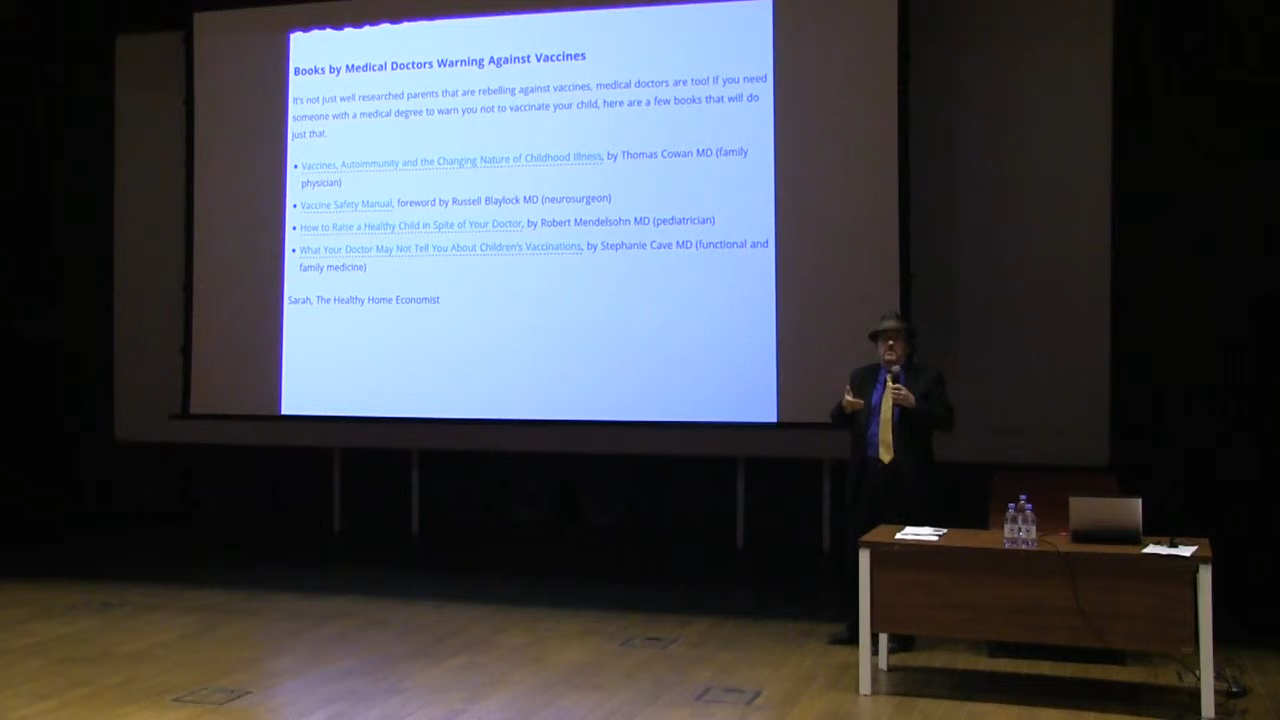 Books by Medical Doctors Warning Against Vaccines
It's not just well researched parents that are rebelling against vaccines, medical doctors are too! If you need
someone with a medical degree to warn you not to vaccinate your child, here are a few books that will do
just that.
• Vaccines, Autoimmunity and the Changing Nature of Childhood Illness, by Thomas Cowan MD (family
physician)
• Vaccine Safety Manual, foreword by Russell Blaylock MD (neurosurgeon)
• How to Raise a Healthy Child in Spite of Your Doctor, by Robert Mendelsohn MD (pediatrician)
• What Your Doctor May Not Tell You About Children's Vaccinations, by Stephanie Cave MD (functional and
family medicine)
Sarah, The Healthy Home Economist